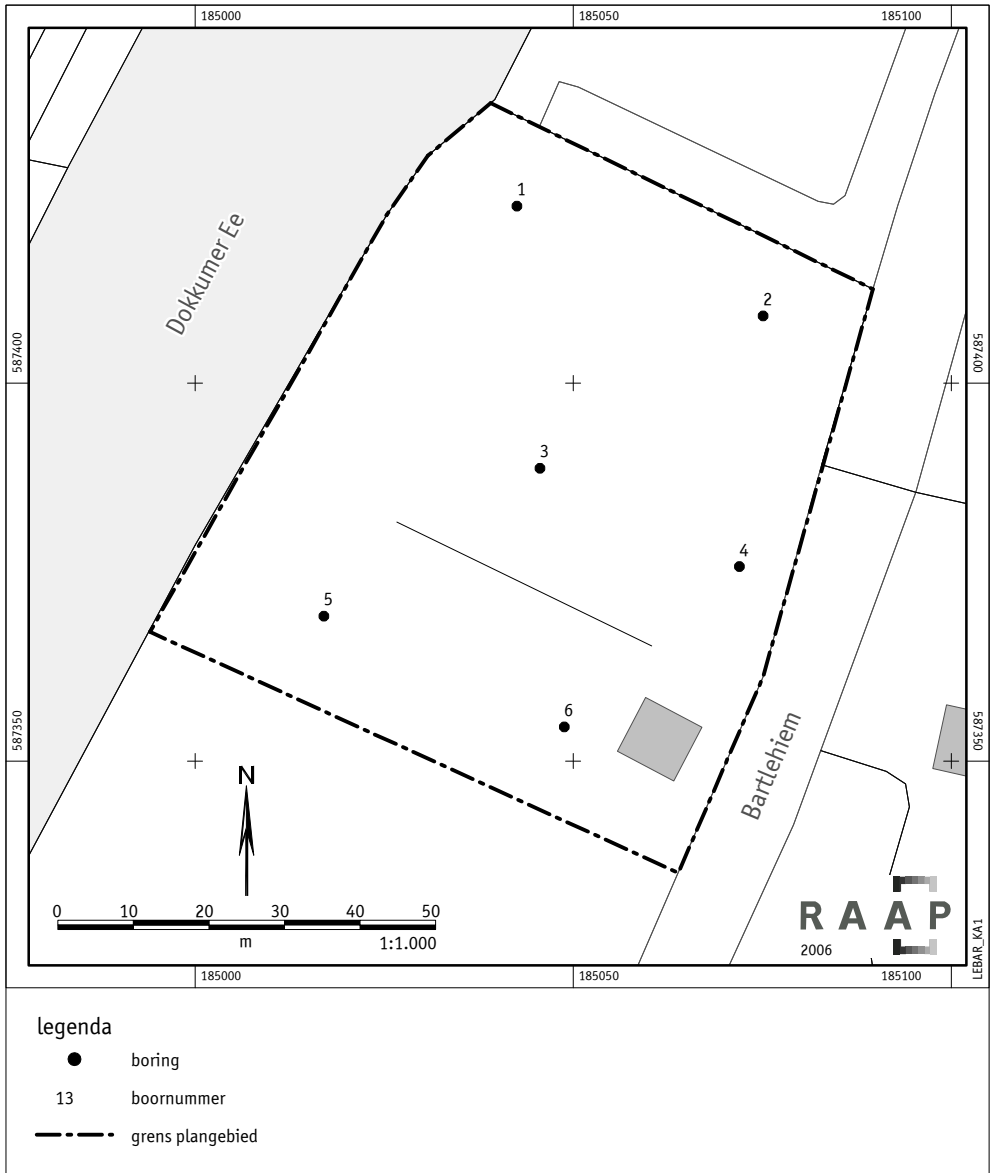 185000 185050 185100
1
Dokkumer Ee
2
587400 587400
3
4
5
6
587350 587350
Bartlehiem
N
0 10 20 30 40 50
m 1:1.000
RAAP
2006
LEBAR_KA1
185000 185050 185100
legenda
boring
13 boornummer
grens plangebied